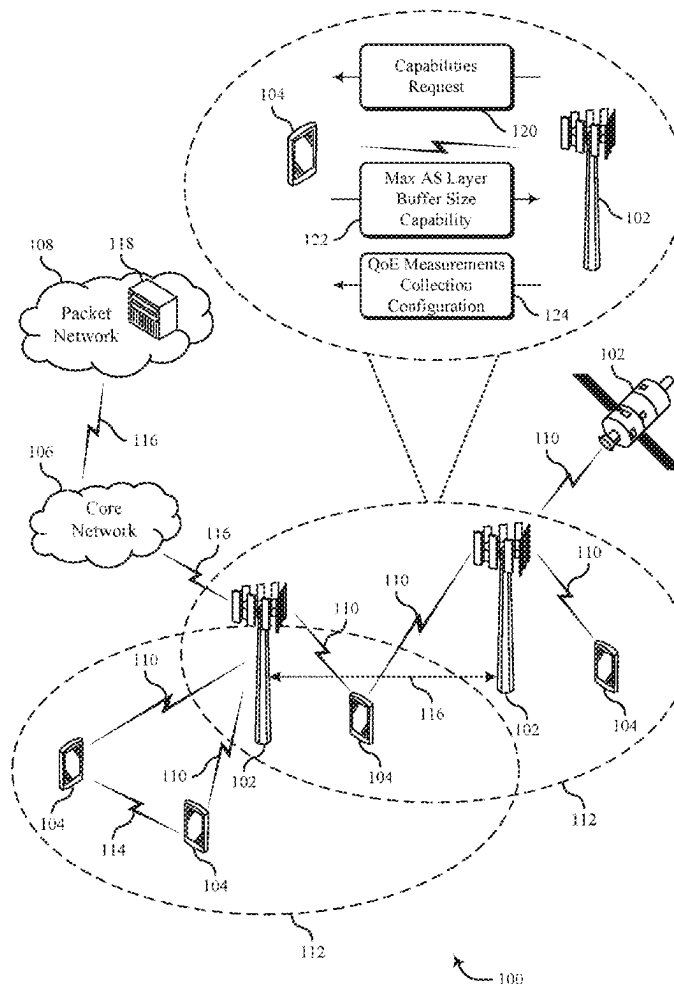 Capabilities
Request
104
120
Max AS Layer
Buffer Size
Capability
122
102
QoE Measurements
Collection
Configuration
124
108
118
Packet
Network
116
102
110
106
Core
Network
116
110
110
110
110
116
104
102
104
102
110
104
114
104
112
112
100